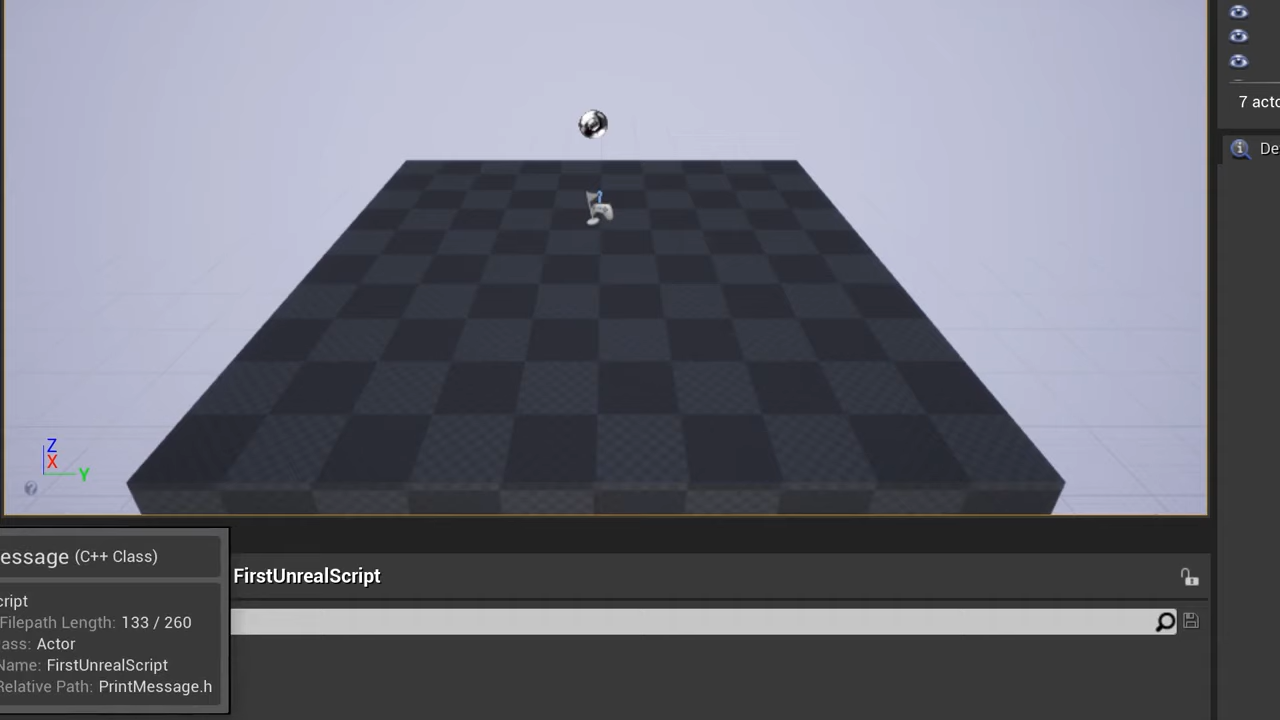 7 acto
De
Z
X
Y
essage (C++ Class)
FirstUnrealScript
cript
Filepath Length: 133 / 260
ass: Actor
Name: FirstUnrealScript
Relative Path: PrintMessage.h